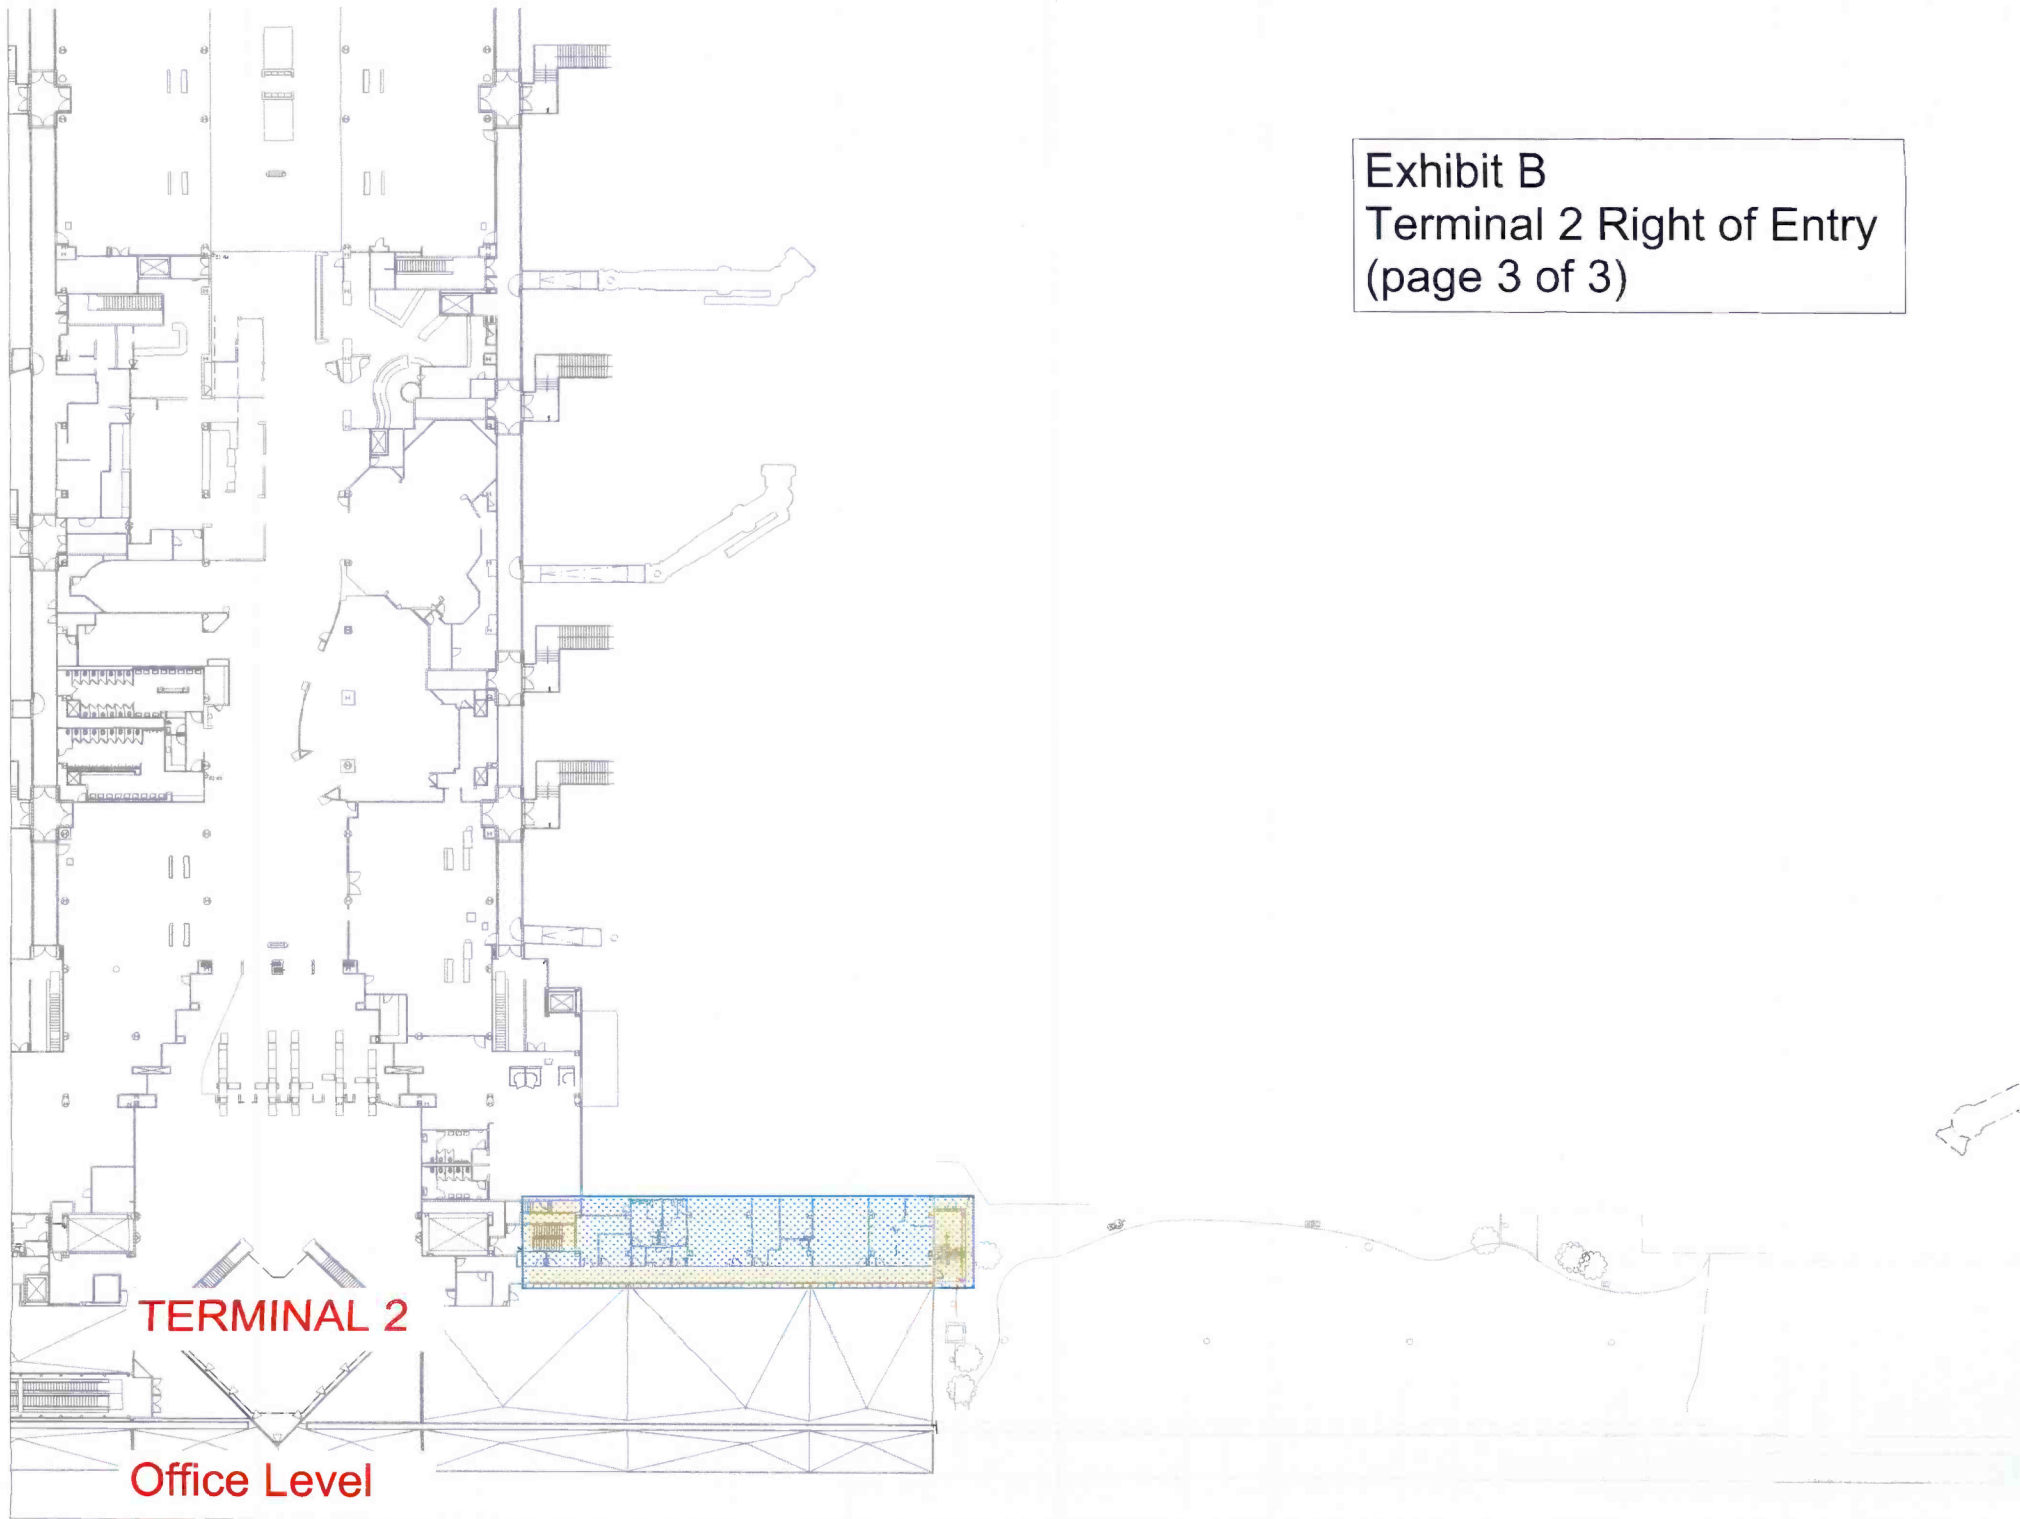 Exhibit B
Terminal 2 Right of Entry
(page 3 of 3)
TERMINAL 2
Office Level